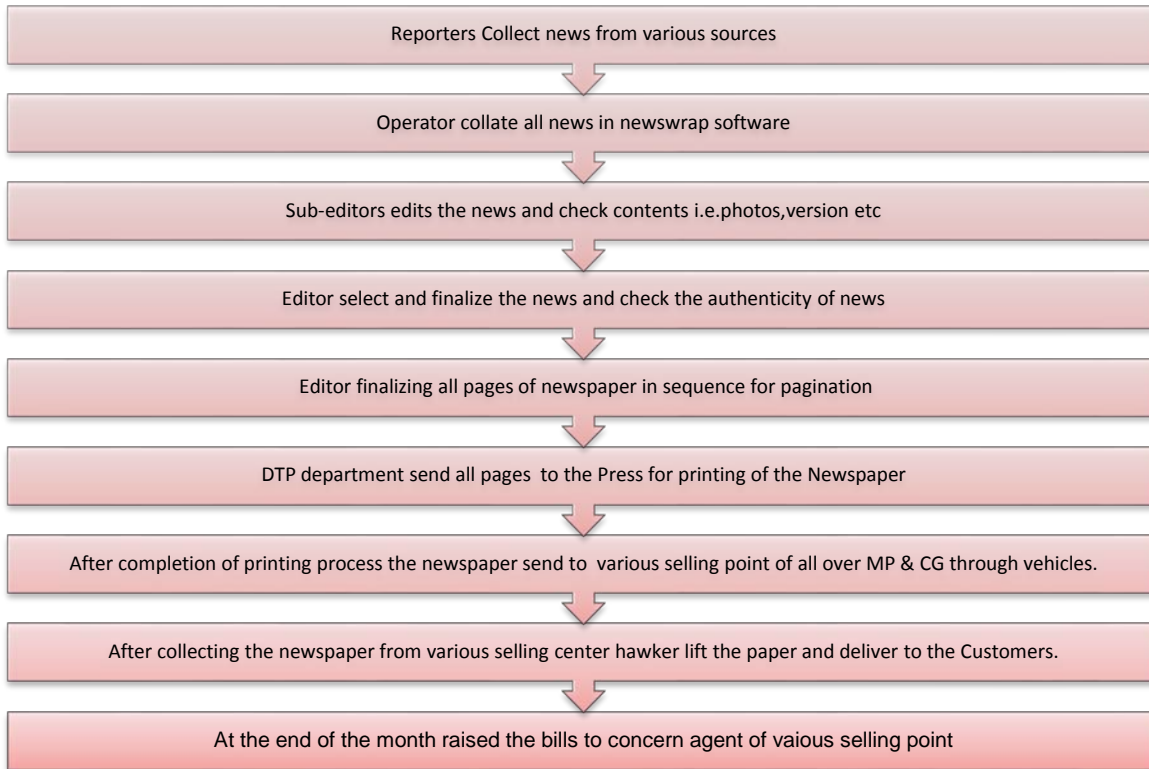 Reporters Collect news from various sources
Operator collate all news in newswrap software
Sub-editors edits the news and check contents i.e.photos,version etc
Editor select and finalize the news and check the authenticity of news
Editor finalizing all pages of newspaper in sequence for pagination
DTP department send all pages to the Press for printing of the Newspaper
After completion of printing process the newspaper send to various selling point of all over MP & CG through vehicles.
After collecting the newspaper from various selling center hawker lift the paper and deliver to the Customers.
At the end of the month raised the bills to concern agent of vaious selling point